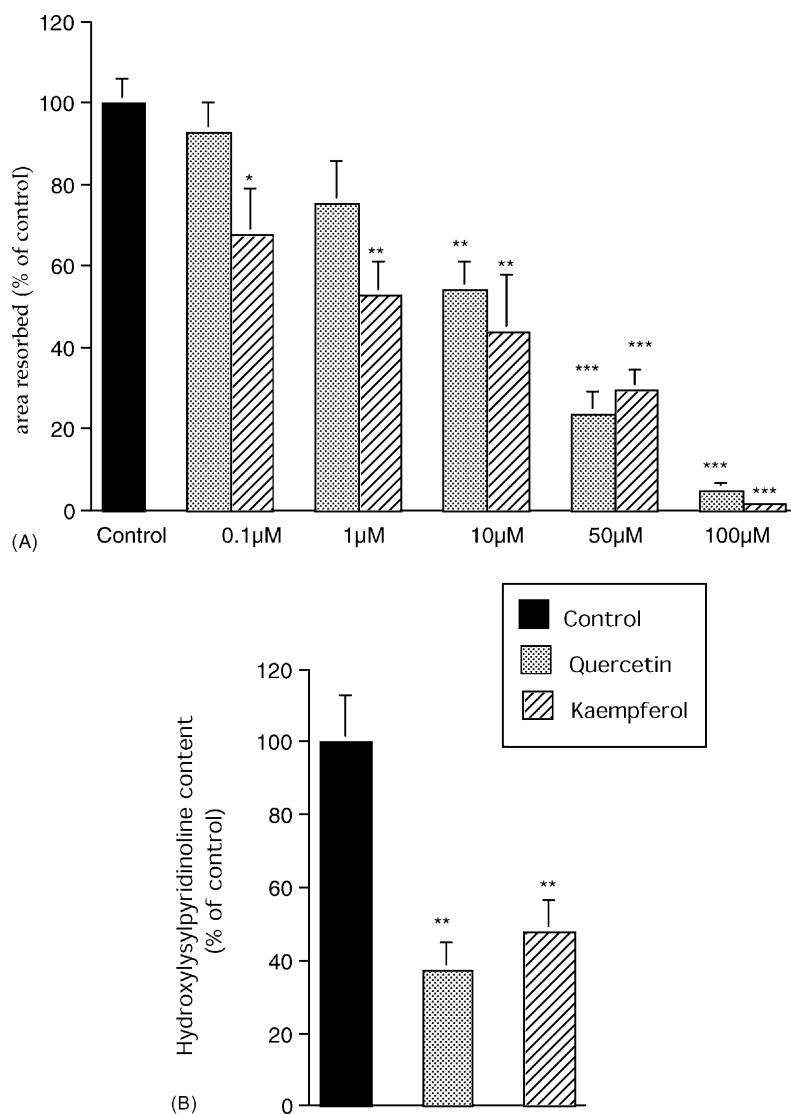 120
100
80
60
40
20
0
area resorbed (% of control)
*
**
**
**
***
***
***
***
Control 0.1µM 1µM 10µM 50µM 100µM
(A)
Control
Quercetin
Kaempferol
120
100
80
60
40
20
0
Hydroxylysylpyridinoline content
(% of control)
**
**
(B)